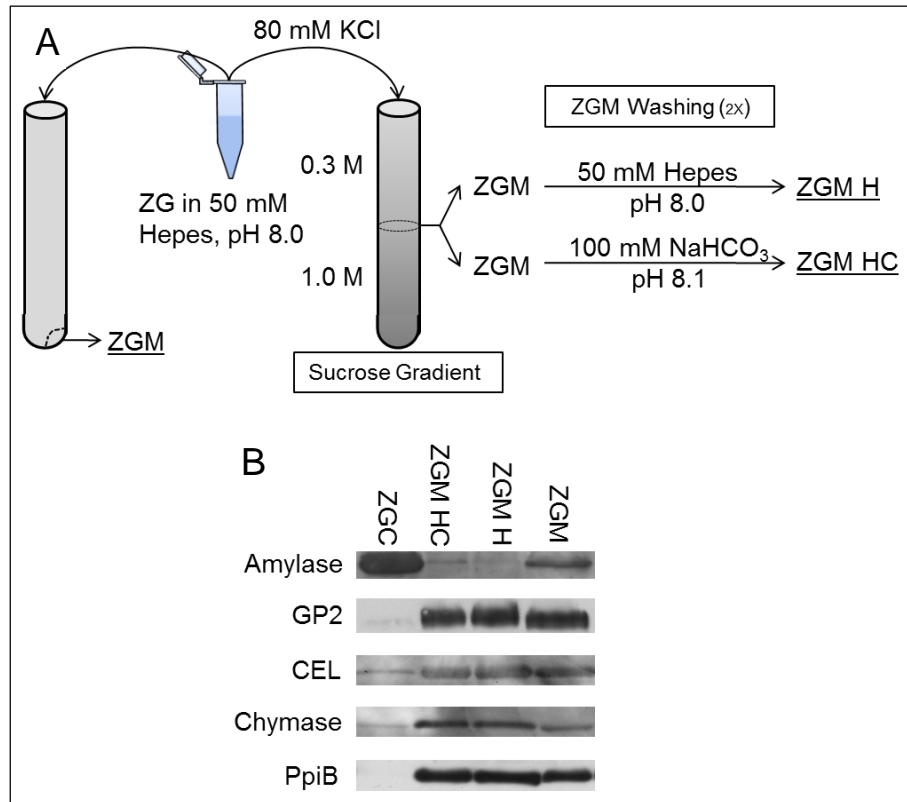 A
80 mM KCl
ZGM Washing (2X)
0.3 M
ZG in 50 mM
Hepes, pH 8.0
1.0 M
ZGM
50 mM Hepes
pH 8.0
ZGM H
ZGM
100 mM NaHCO₃
pH 8.1
ZGM HC
ZGM
Sucrose Gradient
B
ZGC
ZGM HC
ZGM H
ZGM
Amylase
GP2
CEL
Chymase
PpiB